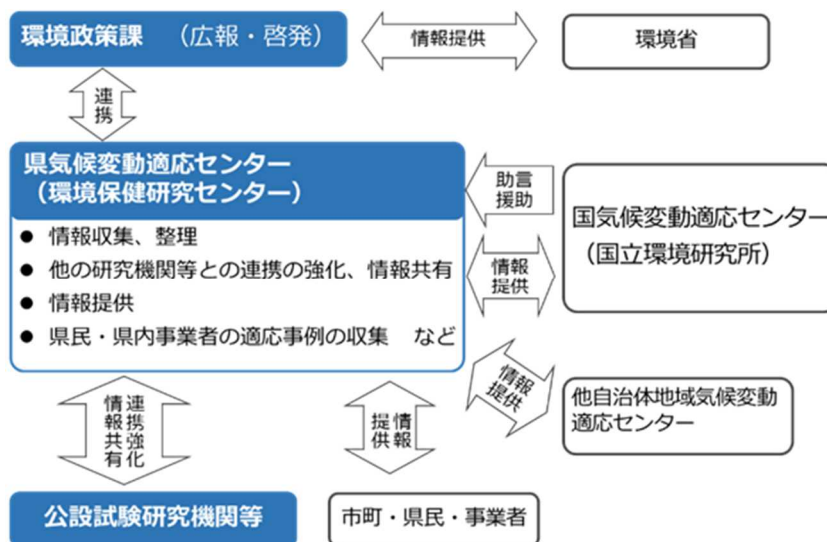 環境政策課 （広報・啓発）
情報提供
環境省
連携
県気候変動適応センター
（環境保健研究センター）
● 情報収集、整理
● 他の研究機関等との連携の強化、情報共有
● 情報提供
● 県民・県内事業者の適応事例の収集 など
助言
援助
国気候変動適応センター
（国立環境研究所）
情報
提供
情報
提供
他自治体地域気候変動
適応センター
連携強化
情報共有
情報
提供
公設試験研究機関等
市町・県民・事業者